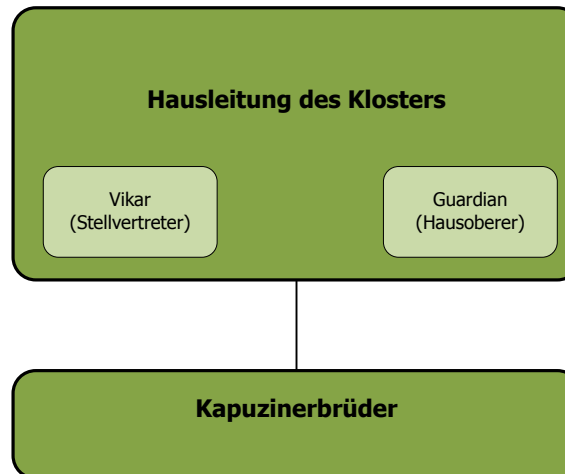 Hausleitung des Klosters
Vikar
(Stellvertreter)
Guardian
(Hausoberer)
Kapuzinerbrüder